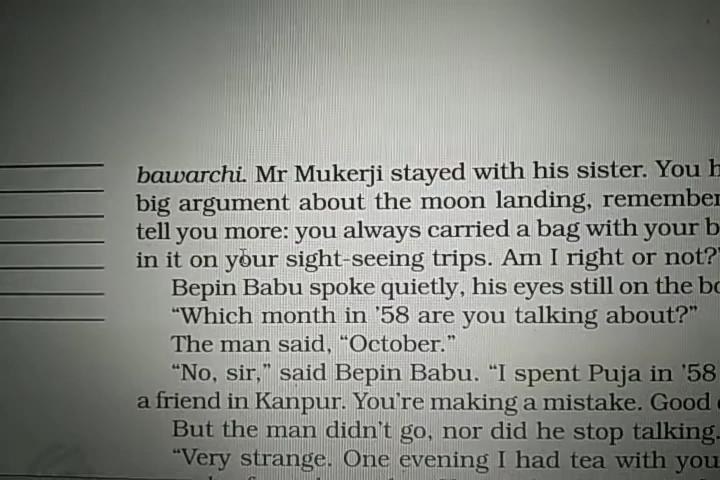 bawarchi. Mr Mukerji stayed with his sister. You
big argument about the moon landing, remember
tell you more: you always carried a bag with your
in it on your sight-seeing trips. Am I right or not?"
Bepin Babu spoke quietly, his eyes still on the
"Which month in '58 are you talking about?"
The man said, "October."
"No, sir," said Bepin Babu. "I spent Puja in '58
a friend in Kanpur. You're making a mistake. Good
But the man didn't go, nor did he stop talking.
"Very strange. One evening I had tea with you